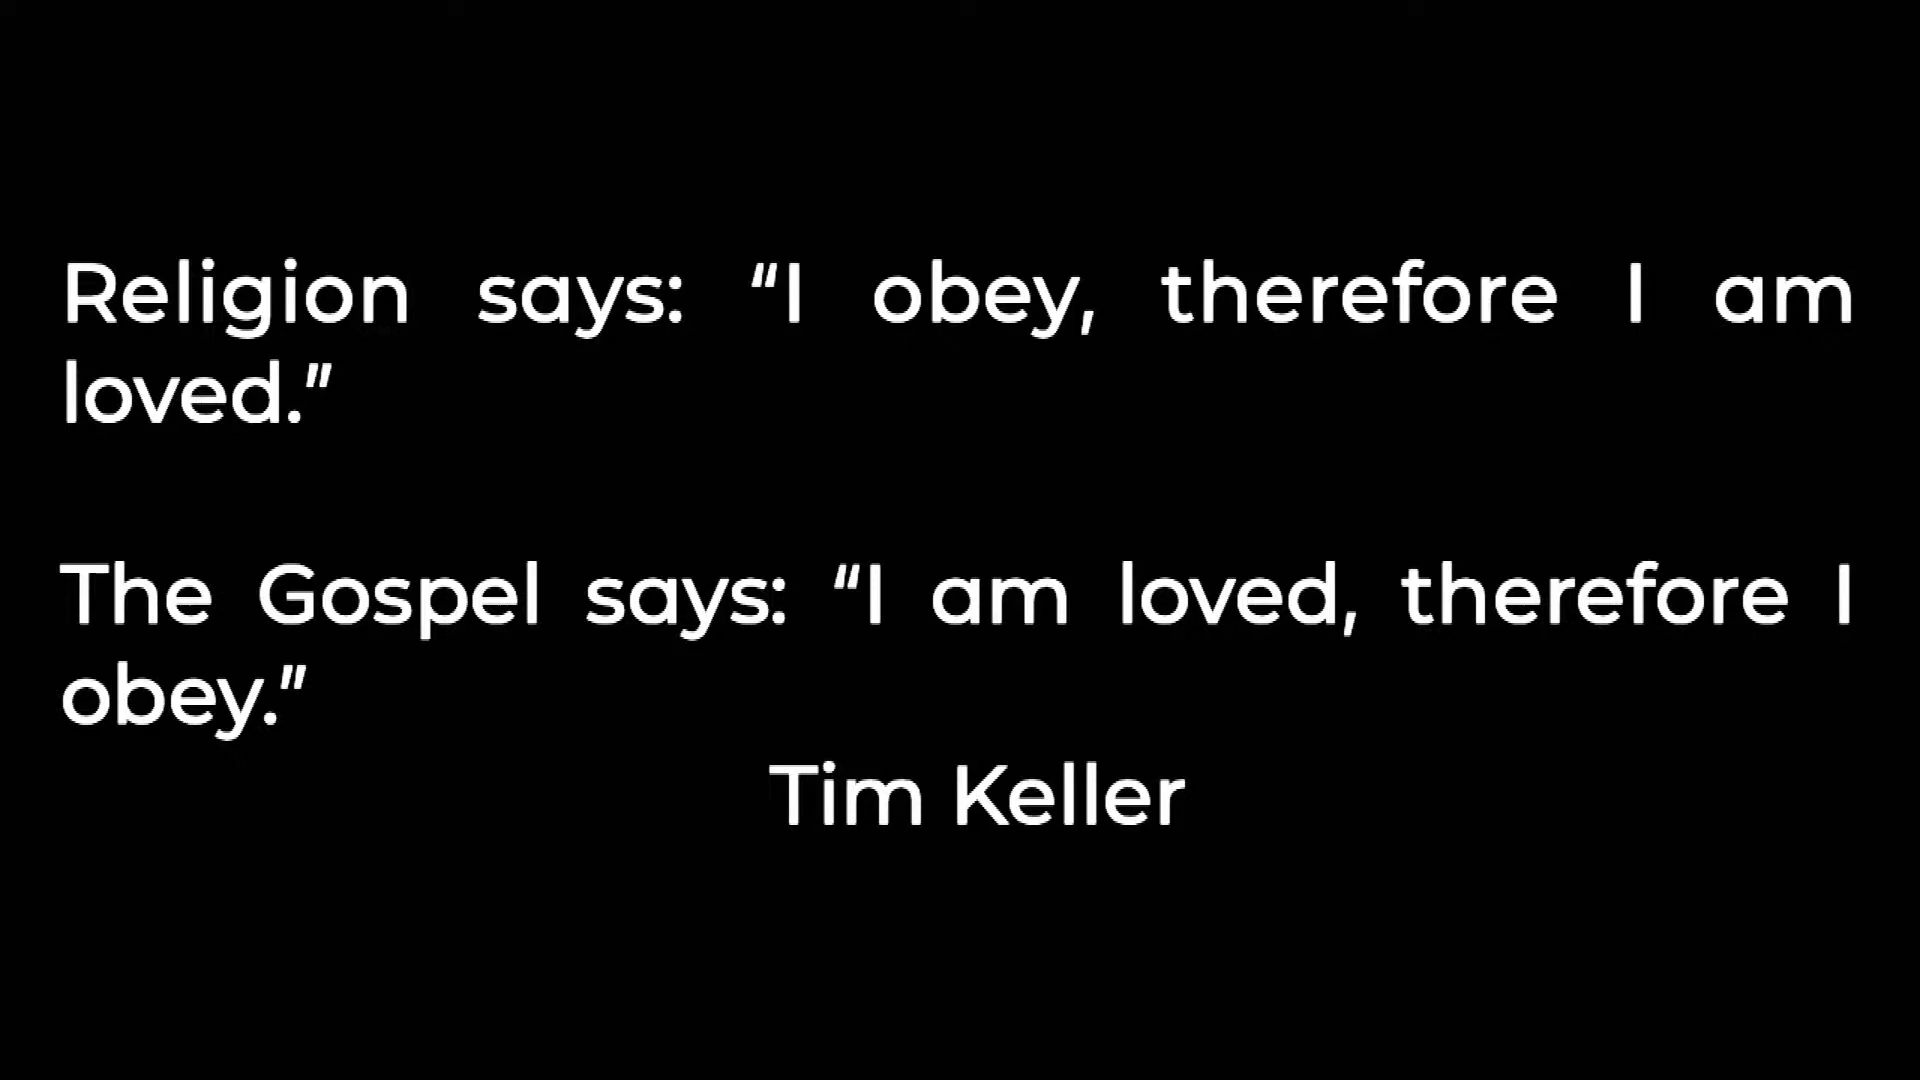 Religion says: “I obey, therefore I am
loved.”
The Gospel says: “I am loved, therefore I
obey.”
Tim Keller